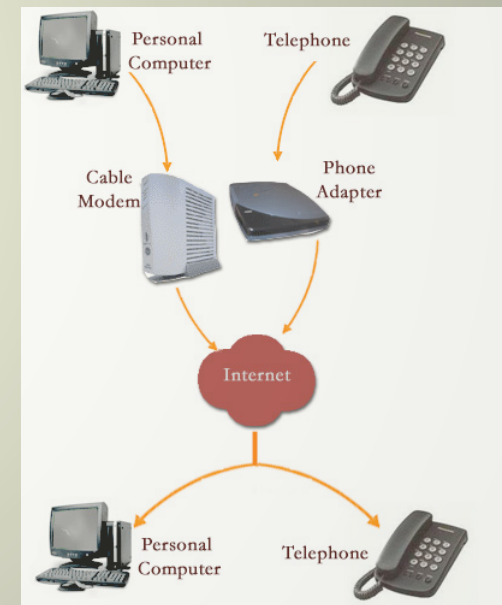 Personal
Computer
Telephone
Cable
Modem
Phone
Adapter
Internet
Personal
Computer
Telephone